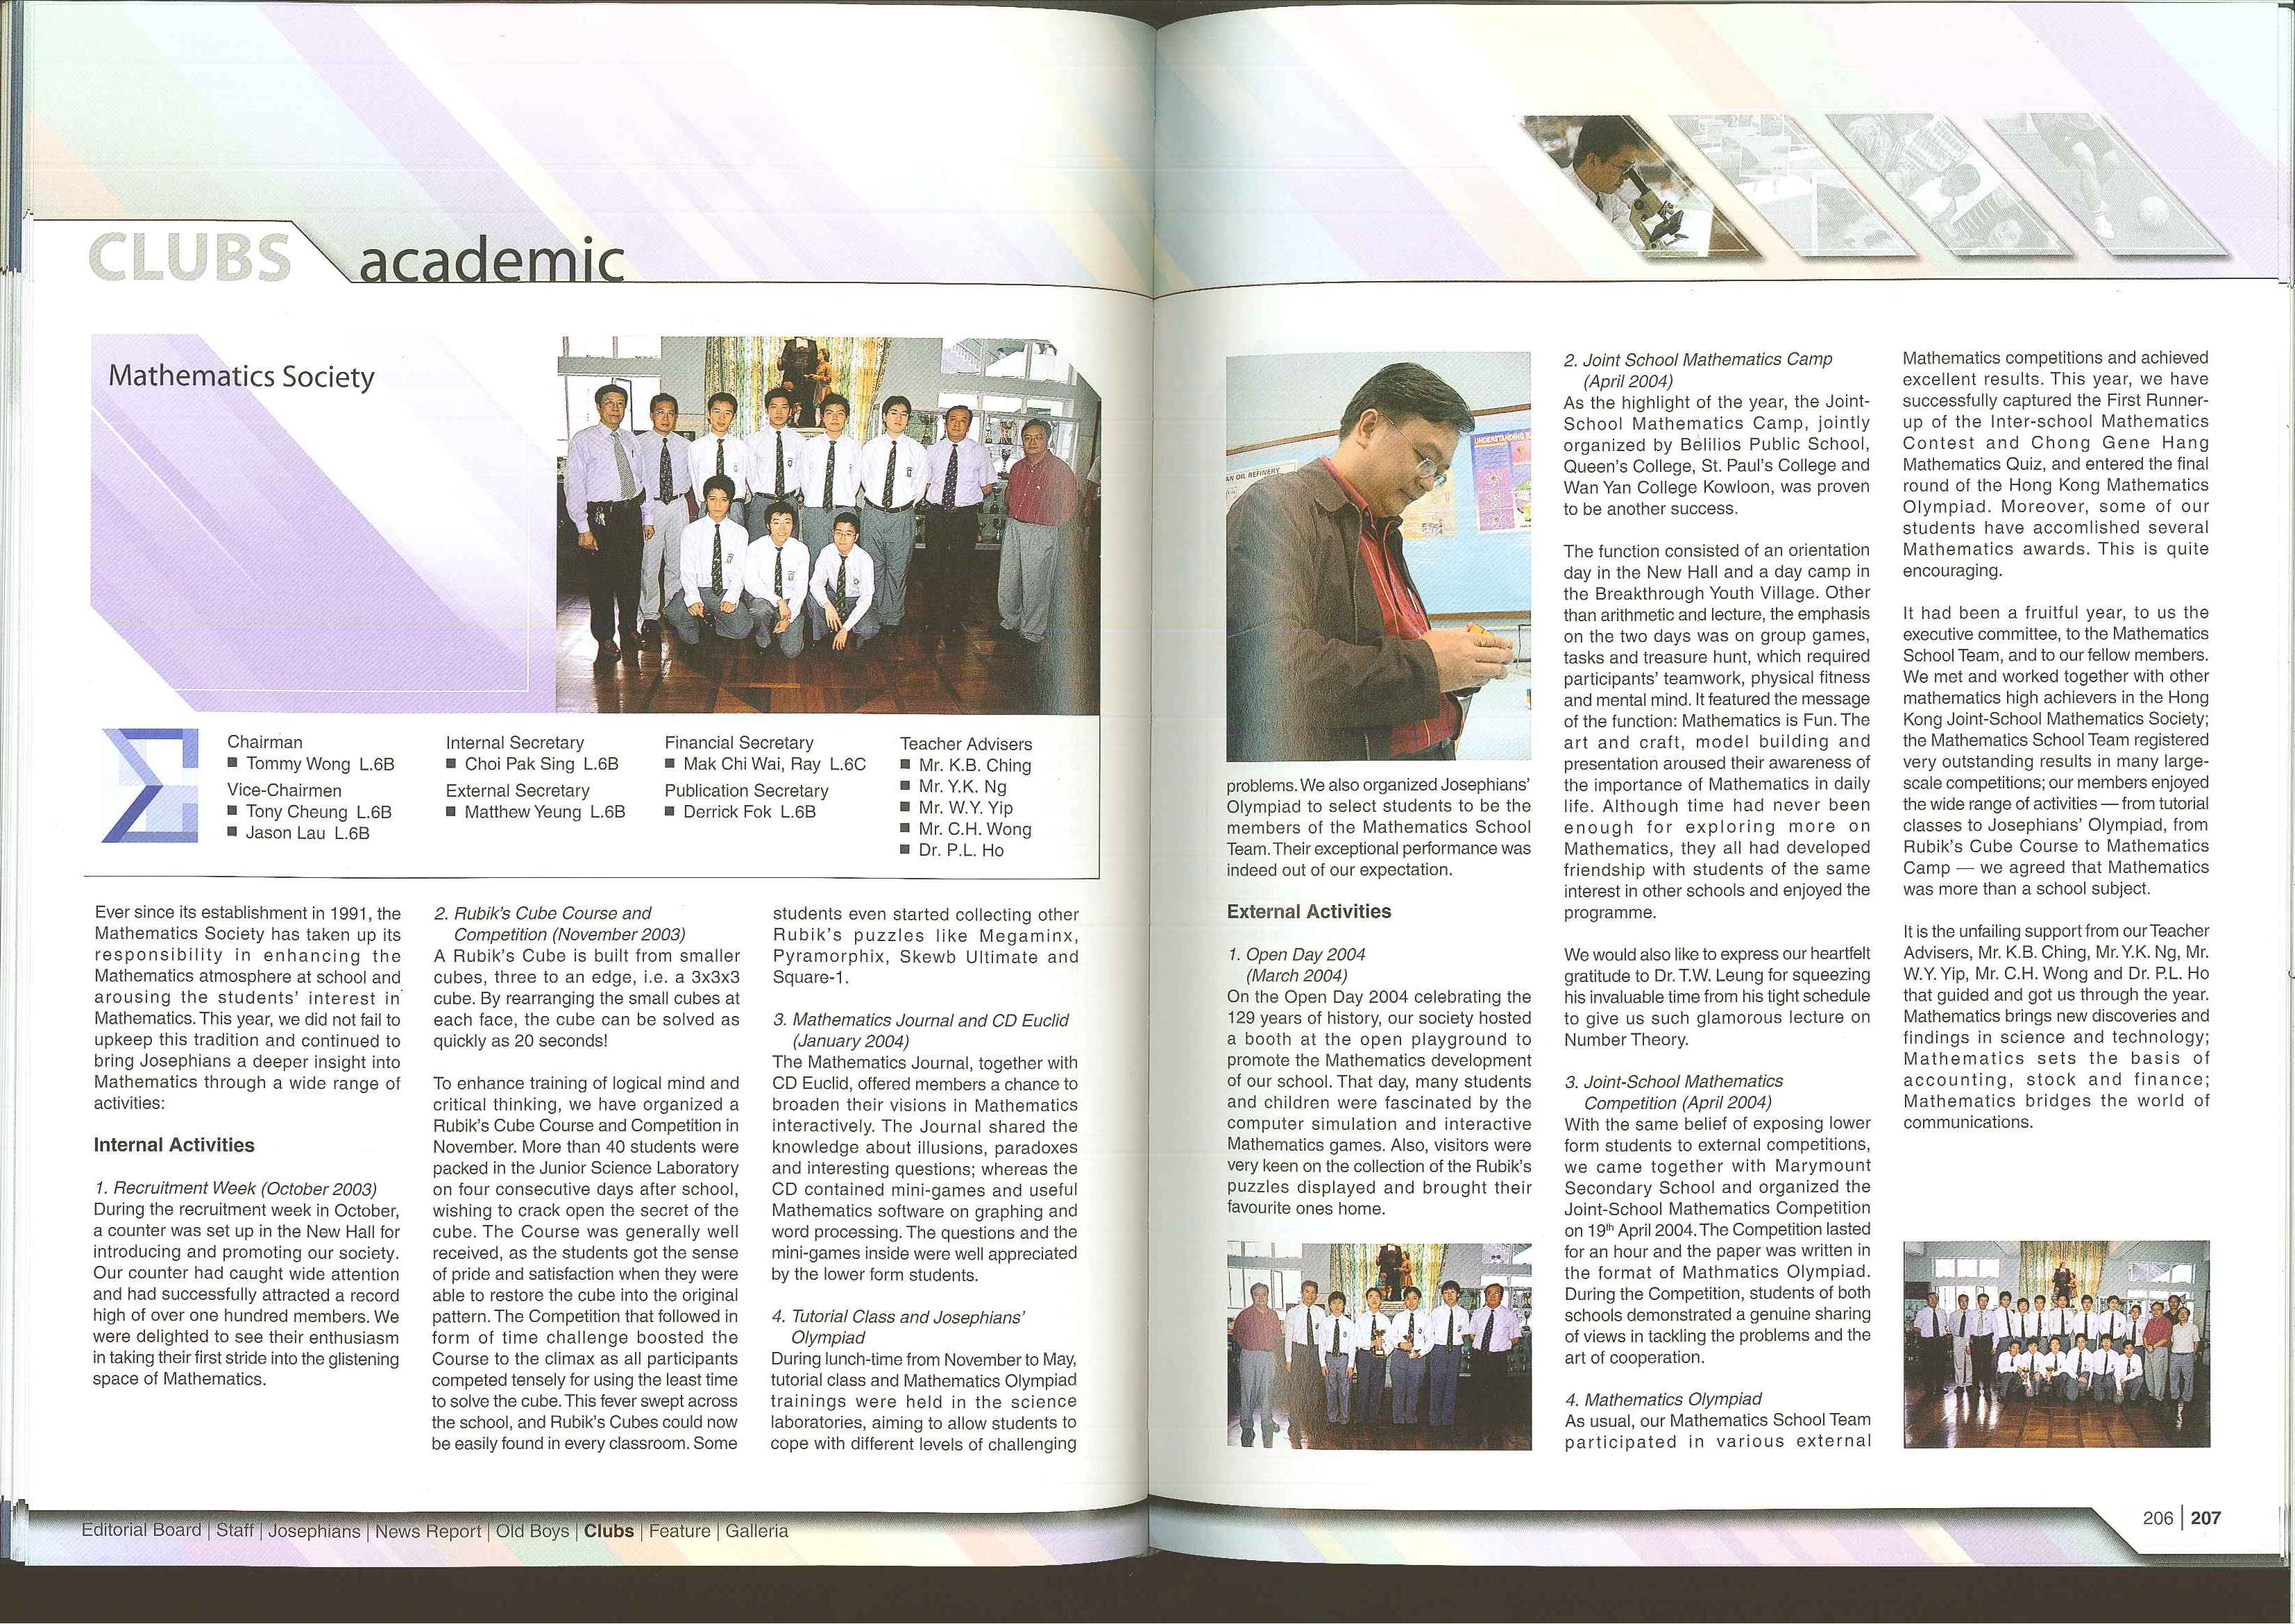 CLUBS academic
Mathematics Society
Chairman
Tommy Wong L.6B
Vice-Chairmen
Tony Cheung L.6B
Jason Lau L.6B
Internal Secretary
Choi Pak Sing L.6B
External Secretary
Matthew Yeung L.6B
Financial Secretary
Mak Chi Wai, Ray L.6C
Publication Secretary
Derrick Fok L.6B
Teacher Advisers
Mr. K.B. Ching
Mr. Y.K. Ng
Mr. W.Y. Yip
Mr. C.H. Wong
Dr. P.L. Ho
Ever since its establishment in 1991, the
Mathematics Society has taken up its
responsibility in enhancing the
Mathematics atmosphere at school and
arousing the students' interest in
Mathematics. This year, we did not fail to
upkeep this tradition and continued to
bring Josephians a deeper insight into
Mathematics through a wide range of
activities:
Internal Activities
1. Recruitment Week (October 2003)
During the recruitment week in October,
a counter was set up in the New Hall for
introducing and promoting our society.
Our counter had caught wide attention
and had successfully attracted a record
high of over one hundred members. We
were delighted to see their enthusiasm
in taking their first stride into the glistening
space of Mathematics.
2. Rubik's Cube Course and
Competition (November 2003)
A Rubik's Cube is built from smaller
cubes, three to an edge, i.e. a 3x3x3
cube. By rearranging the small cubes at
each face, the cube can be solved as
quickly as 20 seconds!
To enhance training of logical mind and
critical thinking, we have organized a
Rubik's Cube Course and Competition in
November. More than 40 students were
packed in the Junior Science Laboratory
on four consecutive days after school,
wishing to crack open the secret of the
cube. The Course was generally well
received, as the students got the sense
of pride and satisfaction when they were
able to restore the cube into the original
pattern. The Competition that followed in
form of time challenge boosted the
Course to the climax as all participants
competed tensely for using the least time
to solve the cube. This fever swept across
the school, and Rubik's Cubes could now
be easily found in every classroom. Some
students even started collecting other
Rubik's puzzles like Megaminx,
Pyramorphix, Skewb Ultimate and
Square-1.
3. Mathematics Journal and CD Euclid
(January 2004)
The Mathematics Journal, together with
CD Euclid, offered members a chance to
broaden their visions in Mathematics
interactively. The Journal shared the
knowledge about illusions, paradoxes
and interesting questions; whereas the
CD contained mini-games and useful
Mathematics software on graphing and
word processing. The questions and the
mini-games inside were well appreciated
by the lower form students.
4. Tutorial Class and Josephians'
Olympiad
During lunch-time from November to May,
tutorial class and Mathematics Olympiad
trainings were held in the science
laboratories, aiming to allow students to
cope with different levels of challenging
AN OIL REFINERY
UNDERSTANDING
problems. We also organized Josephians'
Olympiad to select students to be the
members of the Mathematics School
Team. Their exceptional performance was
indeed out of our expectation.
External Activities
1. Open Day 2004
(March 2004)
On the Open Day 2004 celebrating the
129 years of history, our society hosted
a booth at the open playground to
promote the Mathematics development
of our school. That day, many students
and children were fascinated by the
computer simulation and interactive
Mathematics games. Also, visitors were
very keen on the collection of the Rubik's
puzzles displayed and brought their
favourite ones home.
2. Joint School Mathematics Camp
(April 2004)
As the highlight of the year, the Joint-
School Mathematics Camp, jointly
organized by Belilios Public School,
Queen's College, St. Paul's College and
Wan Yan College Kowloon, was proven
to be another success.
The function consisted of an orientation
day in the New Hall and a day camp in
the Breakthrough Youth Village. Other
than arithmetic and lecture, the emphasis
on the two days was on group games,
tasks and treasure hunt, which required
participants' teamwork, physical fitness
and mental mind. It featured the message
of the function: Mathematics is Fun. The
art and craft, model building and
presentation aroused their awareness of
the importance of Mathematics in daily
life. Although time had never been
enough for exploring more on
Mathematics, they all had developed
friendship with students of the same
interest in other schools and enjoyed the
programme.
We would also like to express our heartfelt
gratitude to Dr. T.W. Leung for squeezing
his invaluable time from his tight schedule
to give us such glamorous lecture on
Number Theory.
3. Joint-School Mathematics
Competition (April 2004)
With the same belief of exposing lower
form students to external competitions,
we came together with Marymount
Secondary School and organized the
Joint-School Mathematics Competition
on 19th April 2004. The Competition lasted
for an hour and the paper was written in
the format of Mathmatics Olympiad.
During the Competition, students of both
schools demonstrated a genuine sharing
of views in tackling the problems and the
art of cooperation.
4. Mathematics Olympiad
As usual, our Mathematics School Team
participated in various external
Mathematics competitions and achieved
excellent results. This year, we have
successfully captured the First Runner-
up of the Inter-school Mathematics
Contest and Chong Gene Hang
Mathematics Quiz, and entered the final
round of the Hong Kong Mathematics
Olympiad. Moreover, some of our
students have accomlished several
Mathematics awards. This is quite
encouraging.
It had been a fruitful year, to us the
executive committee, to the Mathematics
School Team, and to our fellow members.
We met and worked together with other
mathematics high achievers in the Hong
Kong Joint-School Mathematics Society;
the Mathematics School Team registered
very outstanding results in many large-
scale competitions; our members enjoyed
the wide range of activities — from tutorial
classes to Josephians' Olympiad, from
Rubik's Cube Course to Mathematics
Camp — we agreed that Mathematics
was more than a school subject.
It is the unfailing support from our Teacher
Advisers, Mr. K.B. Ching, Mr. Y.K. Ng, Mr.
W.Y. Yip, Mr. C.H. Wong and Dr. P.L. Ho
that guided and got us through the year.
Mathematics brings new discoveries and
findings in science and technology;
Mathematics sets the basis of
accounting, stock and finance;
Mathematics bridges the world of
communications.
Editorial Board | Staff | Josephians | News Report | Old Boys | Clubs | Feature | Galleria
206 | 207